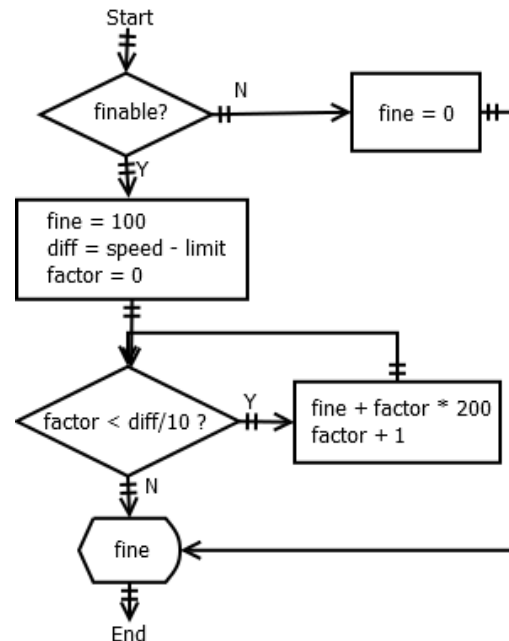 Start
finable?
N
fine = 0
Y
fine = 100
diff = speed - limit
factor = 0
factor < diff/10 ?
Y
fine + factor * 200
factor + 1
N
fine
End